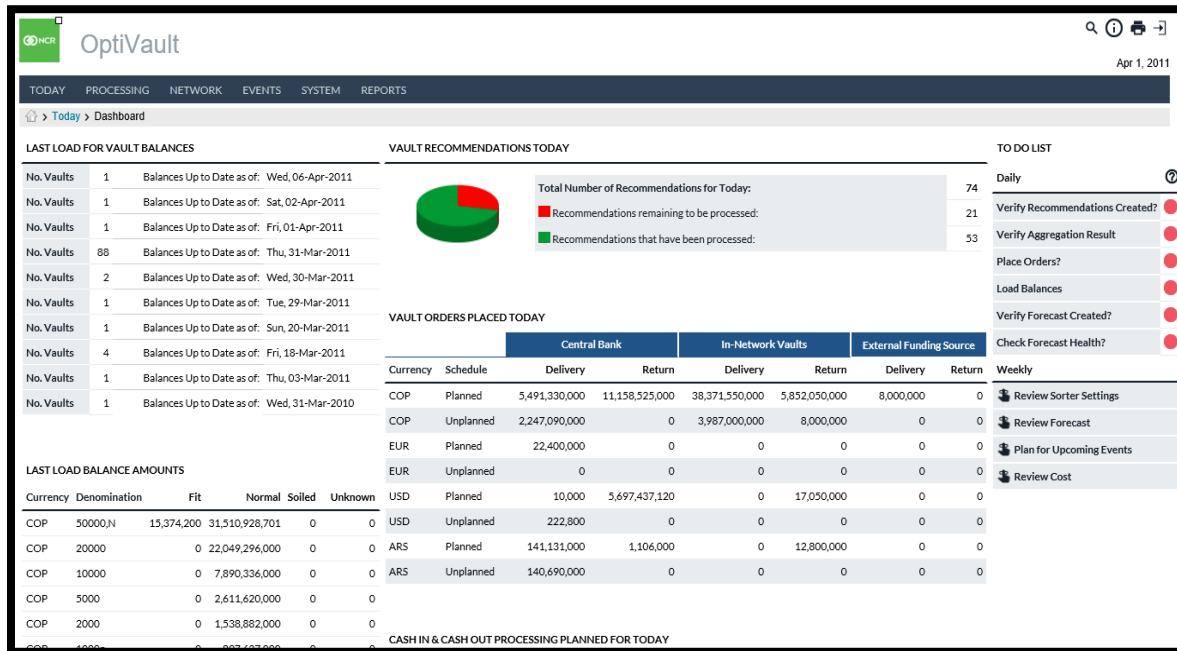 NCR
OptiVault
Apr 1, 2011
TODAY PROCESSING NETWORK EVENTS SYSTEM REPORTS
> Today > Dashboard
LAST LOAD FOR VAULT BALANCES
No. Vaults 1 Balances Up to Date as of: Wed, 06-Apr-2011
No. Vaults 1 Balances Up to Date as of: Sat, 02-Apr-2011
No. Vaults 1 Balances Up to Date as of: Fri, 01-Apr-2011
No. Vaults 88 Balances Up to Date as of: Thu, 31-Mar-2011
No. Vaults 2 Balances Up to Date as of: Wed, 30-Mar-2011
No. Vaults 1 Balances Up to Date as of: Tue, 29-Mar-2011
No. Vaults 1 Balances Up to Date as of: Sun, 20-Mar-2011
No. Vaults 4 Balances Up to Date as of: Fri, 18-Mar-2011
No. Vaults 1 Balances Up to Date as of: Thu, 03-Mar-2011
No. Vaults 1 Balances Up to Date as of: Wed, 31-Mar-2010
LAST LOAD BALANCE AMOUNTS
Currency Denomination Fit Normal Soiled Unknown
COP 50000,N 15,374,200 31,510,928,701 0 0
COP 20000 0 22,049,296,000 0 0
COP 10000 0 7,890,336,000 0 0
COP 5000 0 2,611,620,000 0 0
COP 2000 0 1,538,882,000 0 0
VAULT RECOMMENDATIONS TODAY
Total Number of Recommendations for Today: 74
Recommendations remaining to be processed: 21
Recommendations that have been processed: 53
VAULT ORDERS PLACED TODAY
Central Bank In-Network Vaults External Funding Source
Currency Schedule Delivery Return Delivery Return Delivery Return
COP Planned 5,491,330,000 11,158,525,000 38,371,550,000 5,852,050,000 8,000,000 0
COP Unplanned 2,247,090,000 0 3,987,000,000 8,000,000 0 0
EUR Planned 22,400,000 0 0 0 0 0
EUR Unplanned 0 0 0 0 0 0
USD Planned 10,000 5,697,437,120 0 17,050,000 0 0
USD Unplanned 222,800 0 0 0 0 0
ARS Planned 141,131,000 1,106,000 0 12,800,000 0 0
ARS Unplanned 140,690,000 0 0 0 0 0
CASH IN & CASH OUT PROCESSING PLANNED FOR TODAY
TO DO LIST
Daily
Verify Recommendations Created?
Verify Aggregation Result
Place Orders?
Load Balances
Verify Forecast Created?
Check Forecast Health?
Weekly
Review Sorter Settings
Review Forecast
Plan for Upcoming Events
Review Cost